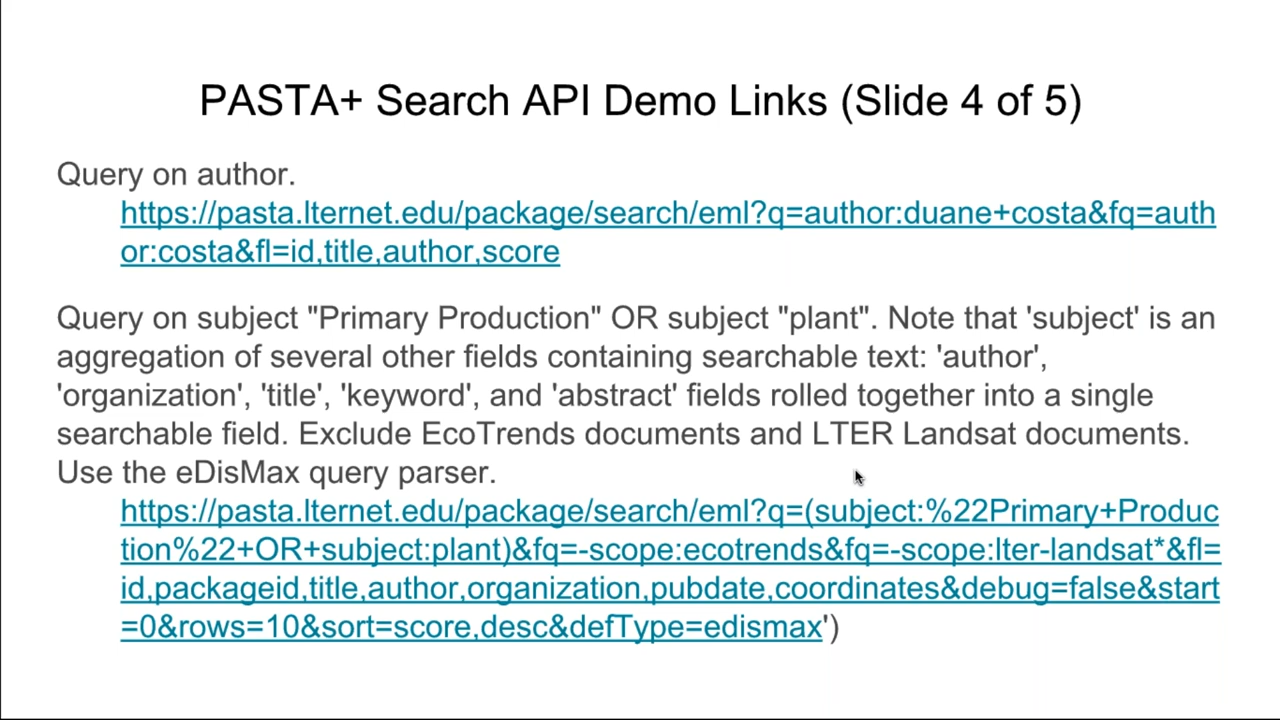 PASTA+ Search API Demo Links (Slide 4 of 5)
Query on author.
https://pasta.lternet.edu/package/search/eml?q=author:duane+costa&fq=auth
or:costa&fl=id,title,author,score
Query on subject "Primary Production" OR subject "plant". Note that 'subject' is an
aggregation of several other fields containing searchable text: 'author',
'organization', 'title', 'keyword', and 'abstract' fields rolled together into a single
searchable field. Exclude EcoTrends documents and LTER Landsat documents.
Use the eDisMax query parser.
https://pasta.lternet.edu/package/search/eml?q=(subject:%22Primary+Produc
tion%22+OR+subject:plant)&fq=-scope:ecotrends&fq=-scope:lter-landsat*&fl=
id,packageid,title,author,organization,pubdate,coordinates&debug=false&start
=0&rows=10&sort=score,desc&defType=edismax')